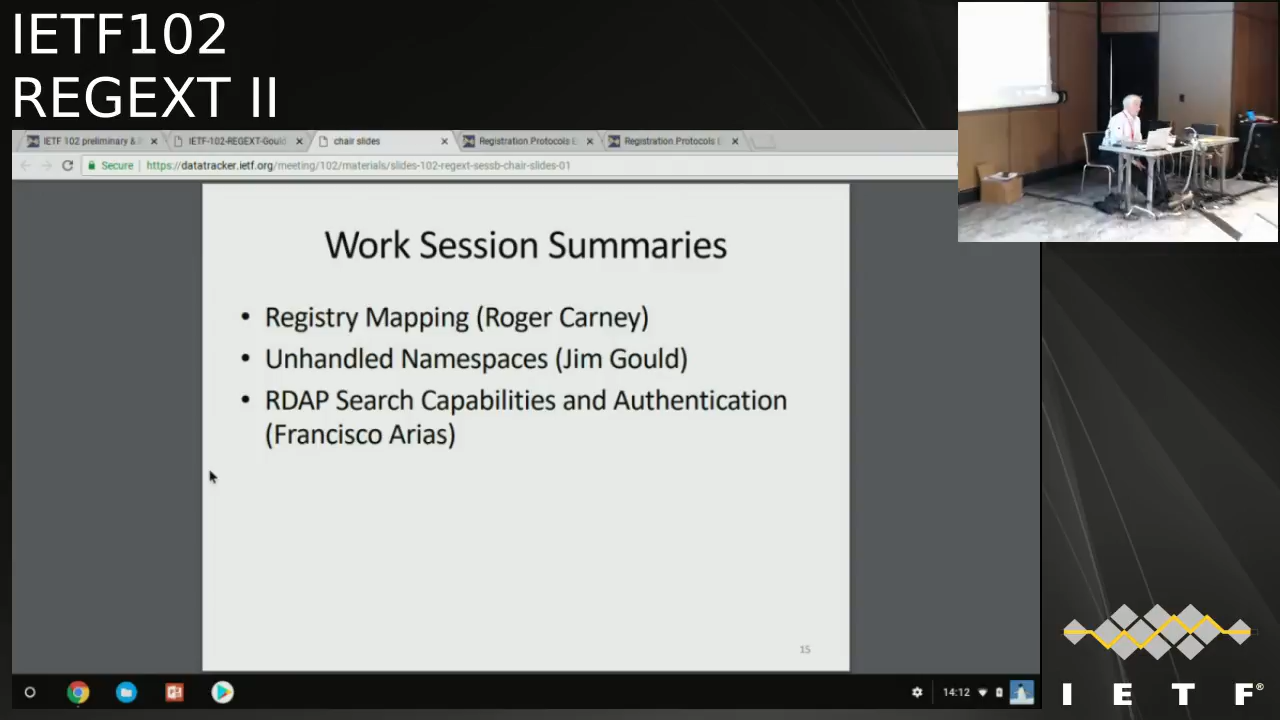 IETF102
REGEXT II
IETF 102 preliminary &
IETF-102-REGEXT-Gould
chair slides
Registration Protocols E
Registration Protocols E
Secure
https://datatracker.ietf.org/meeting/102/materials/slides-102-regext-sessb-chair-slides-01
Work Session Summaries
• Registry Mapping (Roger Carney)
• Unhandled Namespaces (Jim Gould)
• RDAP Search Capabilities and Authentication
(Francisco Arias)
15
14:12
I E T F®